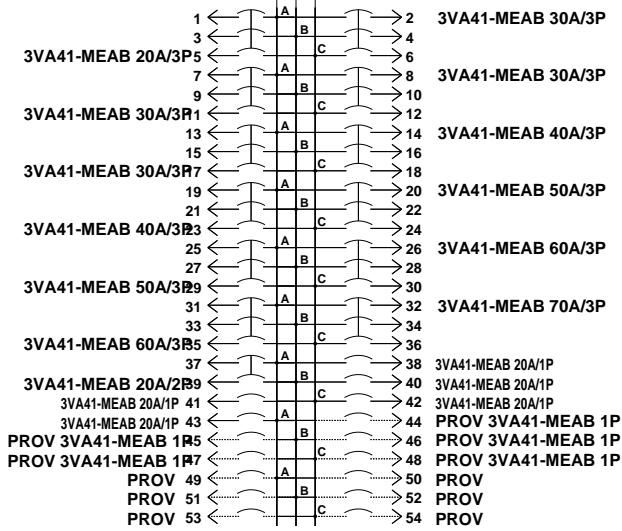 1 A 2 3VA41-MEAB 30A/3P
3 B 4
3VA41-MEAB 20A/3P 5 C 6
7 A 8 3VA41-MEAB 30A/3P
9 B 10
3VA41-MEAB 30A/3P 11 C 12
13 A 14 3VA41-MEAB 40A/3P
15 B 16
3VA41-MEAB 30A/3P 17 C 18
19 A 20 3VA41-MEAB 50A/3P
21 B 22
3VA41-MEAB 40A/3P 23 C 24
25 A 26 3VA41-MEAB 60A/3P
27 B 28
3VA41-MEAB 50A/3P 29 C 30
31 A 32 3VA41-MEAB 70A/3P
33 B 34
3VA41-MEAB 60A/3P 35 C 36
37 A 38 3VA41-MEAB 20A/1P
3VA41-MEAB 20A/2P 39 B 40 3VA41-MEAB 20A/1P
3VA41-MEAB 20A/1P 41 C 42 3VA41-MEAB 20A/1P
3VA41-MEAB 20A/1P 43 A 44 PROV 3VA41-MEAB 1P
PROV 3VA41-MEAB 1P 45 B 46 PROV 3VA41-MEAB 1P
PROV 3VA41-MEAB 1P 47 C 48 PROV 3VA41-MEAB 1P
PROV 49 A 50 PROV
PROV 51 B 52 PROV
PROV 53 C 54 PROV